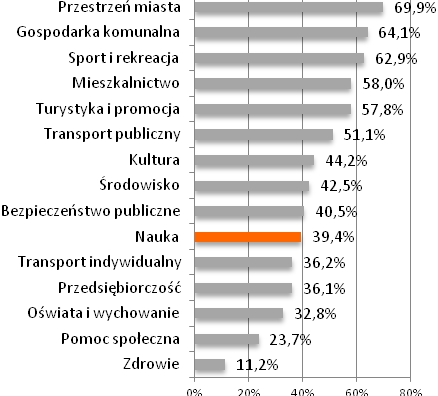 Przestrzeń miasta 69,9%
Gospodarka komunalna 64,1%
Sport i rekreacja 62,9%
Mieszkalnictwo 58,0%
Turystyka i promocja 57,8%
Transport publiczny 51,1%
Kultura 44,2%
Środowisko 42,5%
Bezpieczeństwo publiczne 40,5%
Nauka 39,4%
Transport indywidualny 36,2%
Przedsiębiorczość 36,1%
Oświata i wychowanie 32,8%
Pomoc społeczna 23,7%
Zdrowie 11,2%
0% 20% 40% 60% 80%